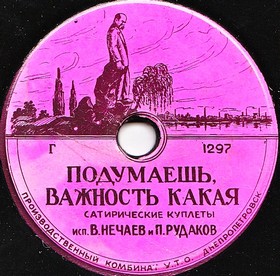 Г 1297
ПОДУМАЕШЬ,
ВАЖНОСТЬ КАКАЯ
САТИРИЧЕСКИЕ КУПЛЕТЫ
исп. В.НЕЧАЕВ и П.РУДАКОВ
ПРОИЗВОДСТВЕННЫЙ КОМБИНАТ У.Т.О. ДНЕПРОПЕТРОВСК